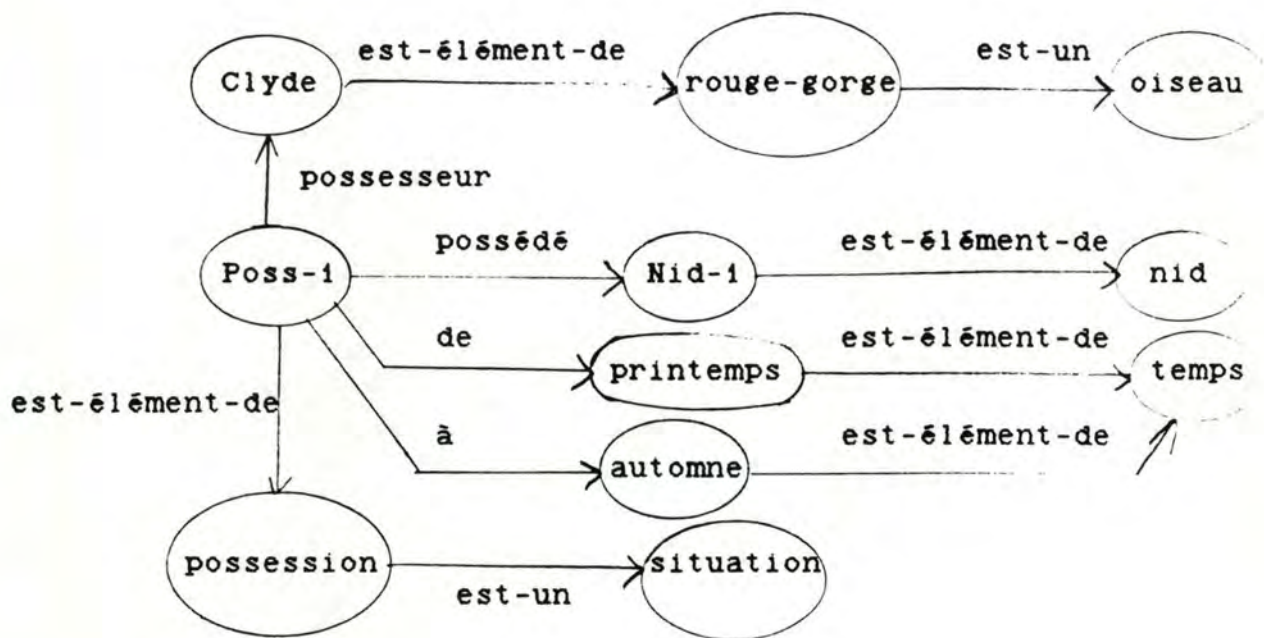 est-élément-de est-un
Clyde rouge-gorge oiseau
possesseur
possédé est-élément-de
Poss-1 Nid-1 nid
de est-élément-de
printemps temps
est-élément-de
à est-élément-de
automne
possession situation
est-un